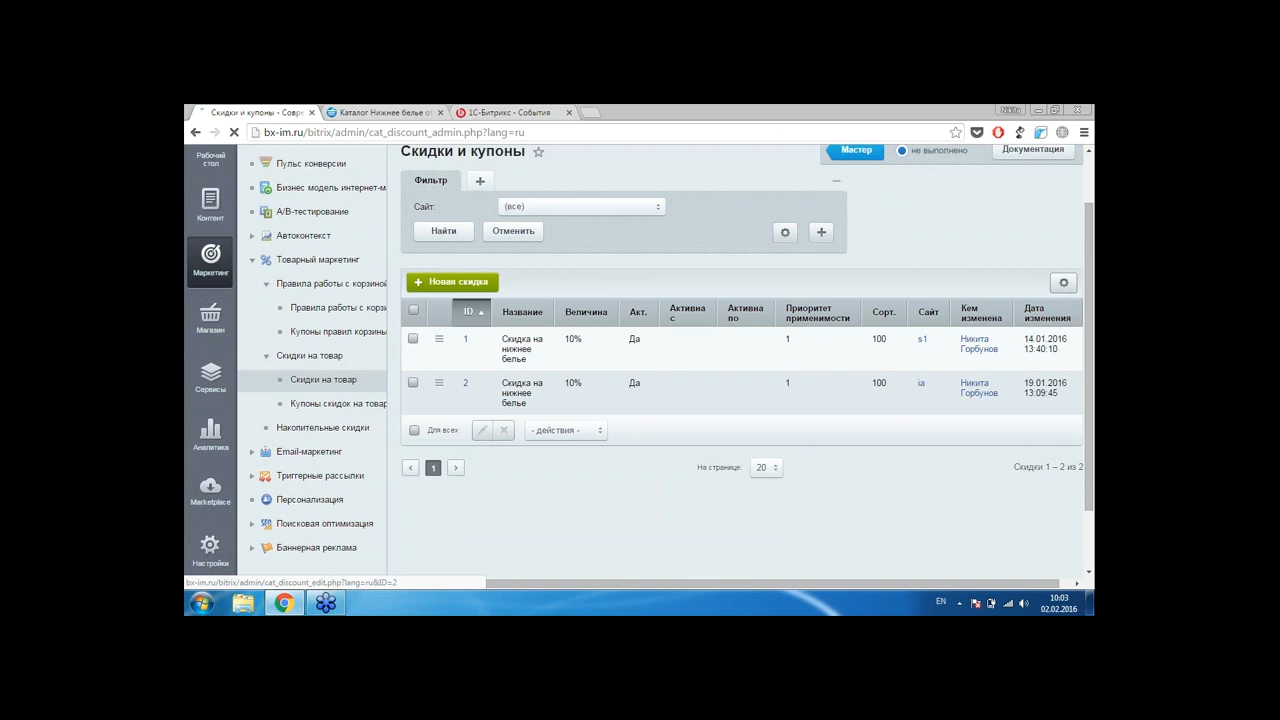 Скидки и купоны - Совре
Каталог Нижнее белье от
1С-Битрикс - События
bx-im.ru/bitrix/admin/cat_discount_admin.php?lang=ru
Рабочий стол
Контент
Маркетинг
Магазин
Сервисы
Аналитика
Marketplace
Настройки
Пульс конверсии
Бизнес модель интернет-м
A/B-тестирование
Автоконтекст
Товарный маркетинг
Правила работы с корзиной
Правила работы с корзи
Купоны правил корзины
Скидки на товар
Скидки на товар
Купоны скидок на товар
Накопительные скидки
Email-маркетинг
Триггерные рассылки
Персонализация
Поисковая оптимизация
Баннерная реклама
Скидки и купоны
Мастер
не выполнено
Документация
Фильтр
Сайт:
(все)
Найти
Отменить
Новая скидка
ID
Название
Величина
Акт.
Активна с
Активна по
Приоритет применимости
Сорт.
Сайт
Кем изменена
Дата изменения
1
Скидка на
нижнее
белье
10%
Да
1
100
s1
Никита
Горбунов
14.01.2016
13:40:10
2
Скидка на
нижнее
белье
10%
Да
1
100
ia
Никита
Горбунов
19.01.2016
13:09:45
Для всех
- действия -
1
На странице:
20
Скидки 1 – 2 из 2
bx-im.ru/bitrix/admin/cat_discount_edit.php?lang=ru&ID=2
EN
10:03
02.02.2016